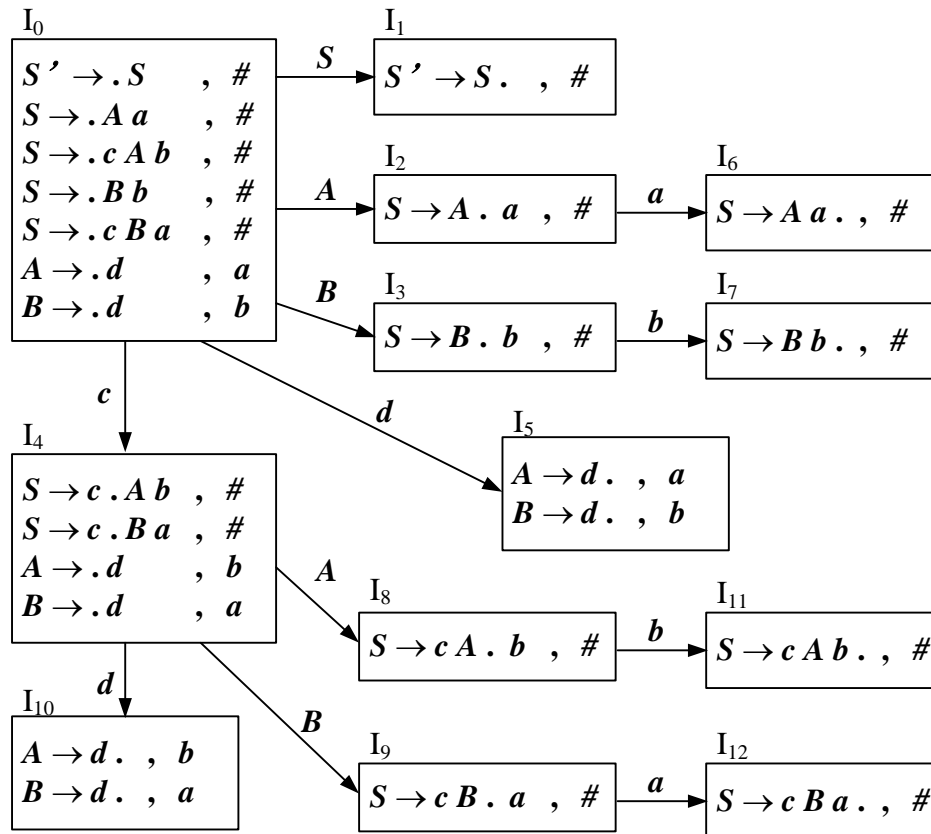 I₀
S' → . S , #
S → . A a , #
S → . c A b , #
S → . B b , #
S → . c B a , #
A → . d , a
B → . d , b
S
I₁
S' → S . , #
A
I₂
S → A . a , #
a
I₆
S → A a . , #
B
I₃
S → B . b , #
b
I₇
S → B b . , #
c
d
I₄
S → c . A b , #
S → c . B a , #
A → . d , b
B → . d , a
I₅
A → d . , a
B → d . , b
A
I₈
S → c A . b , #
b
I₁₁
S → c A b . , #
d
I₁₀
A → d . , b
B → d . , a
B
I₉
S → c B . a , #
a
I₁₂
S → c B a . , #